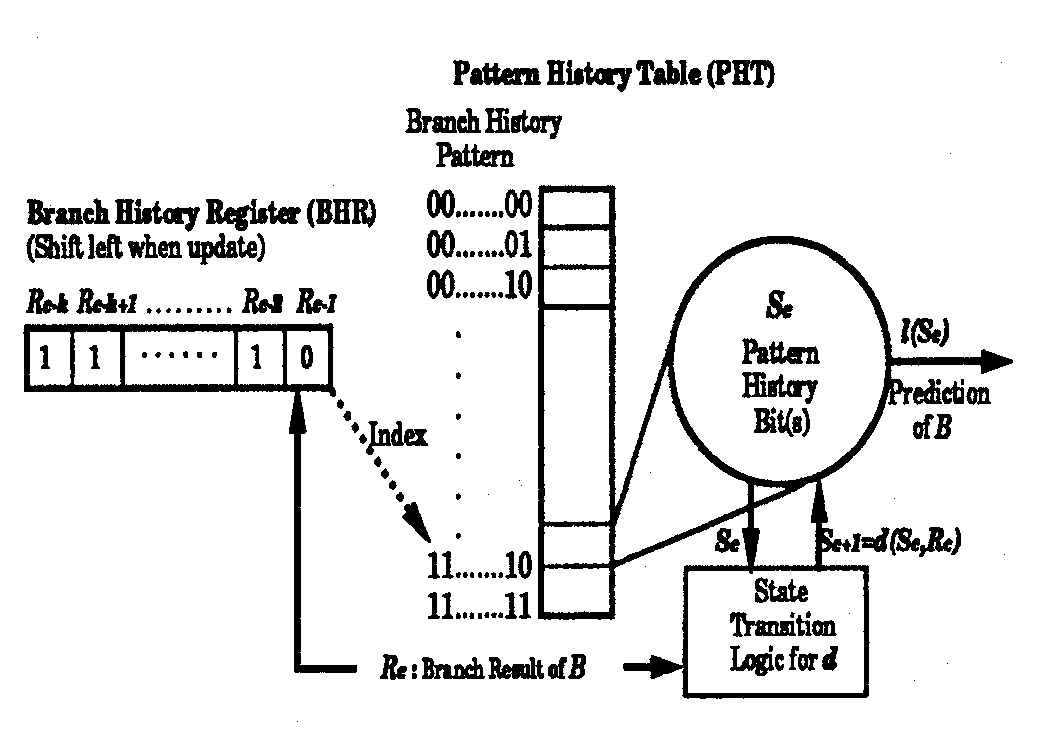 Pattern History Table (PHT)
Branch History
Pattern
00.......00
Branch History Register (BHR)
(Shift left when update)
00.......01
00.......10
Rc-k Rc-k+1 ......... Rc-2 Rc-1
1 1 ...... 1 0
Sc
Pattern
History
Bit(s)
l(Sc)
Prediction
of B
Index
Sc
Sc+1=d(Sc,Rc)
11.......10
11.......11
State
Transition
Logic for d
Rc : Branch Result of B